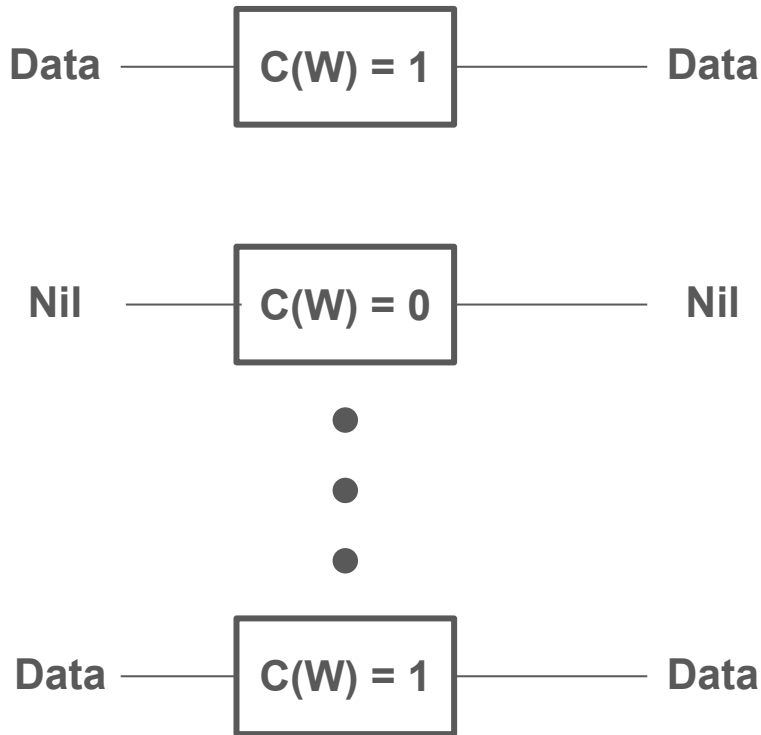 Data C(W) = 1 Data
Nil C(W) = 0 Nil
Data C(W) = 1 Data